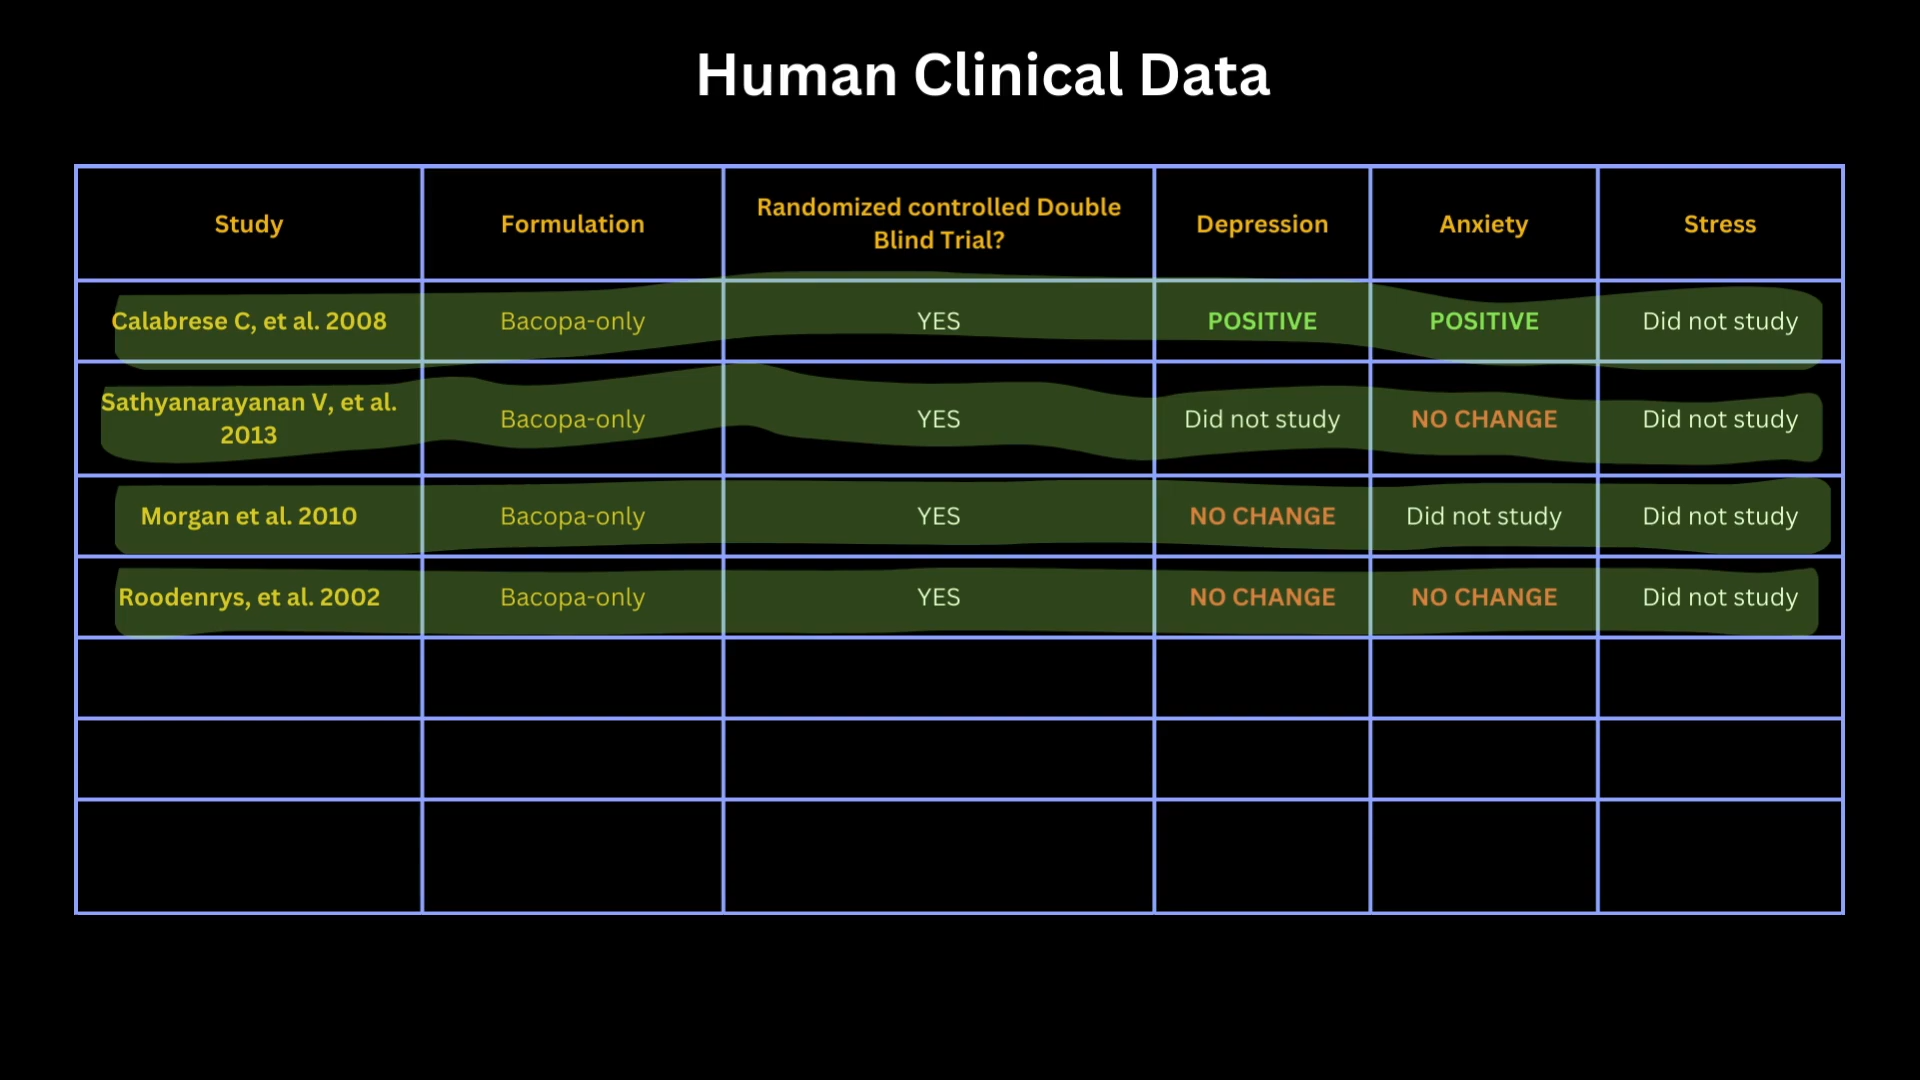 Human Clinical Data
Study Formulation Randomized controlled Double Blind Trial? Depression Anxiety Stress
Calabrese C, et al. 2008 Bacopa-only YES POSITIVE POSITIVE Did not study
Sathyanarayanan V, et al. 2013 Bacopa-only YES Did not study NO CHANGE Did not study
Morgan et al. 2010 Bacopa-only YES NO CHANGE Did not study Did not study
Roodenrys, et al. 2002 Bacopa-only YES NO CHANGE NO CHANGE Did not study